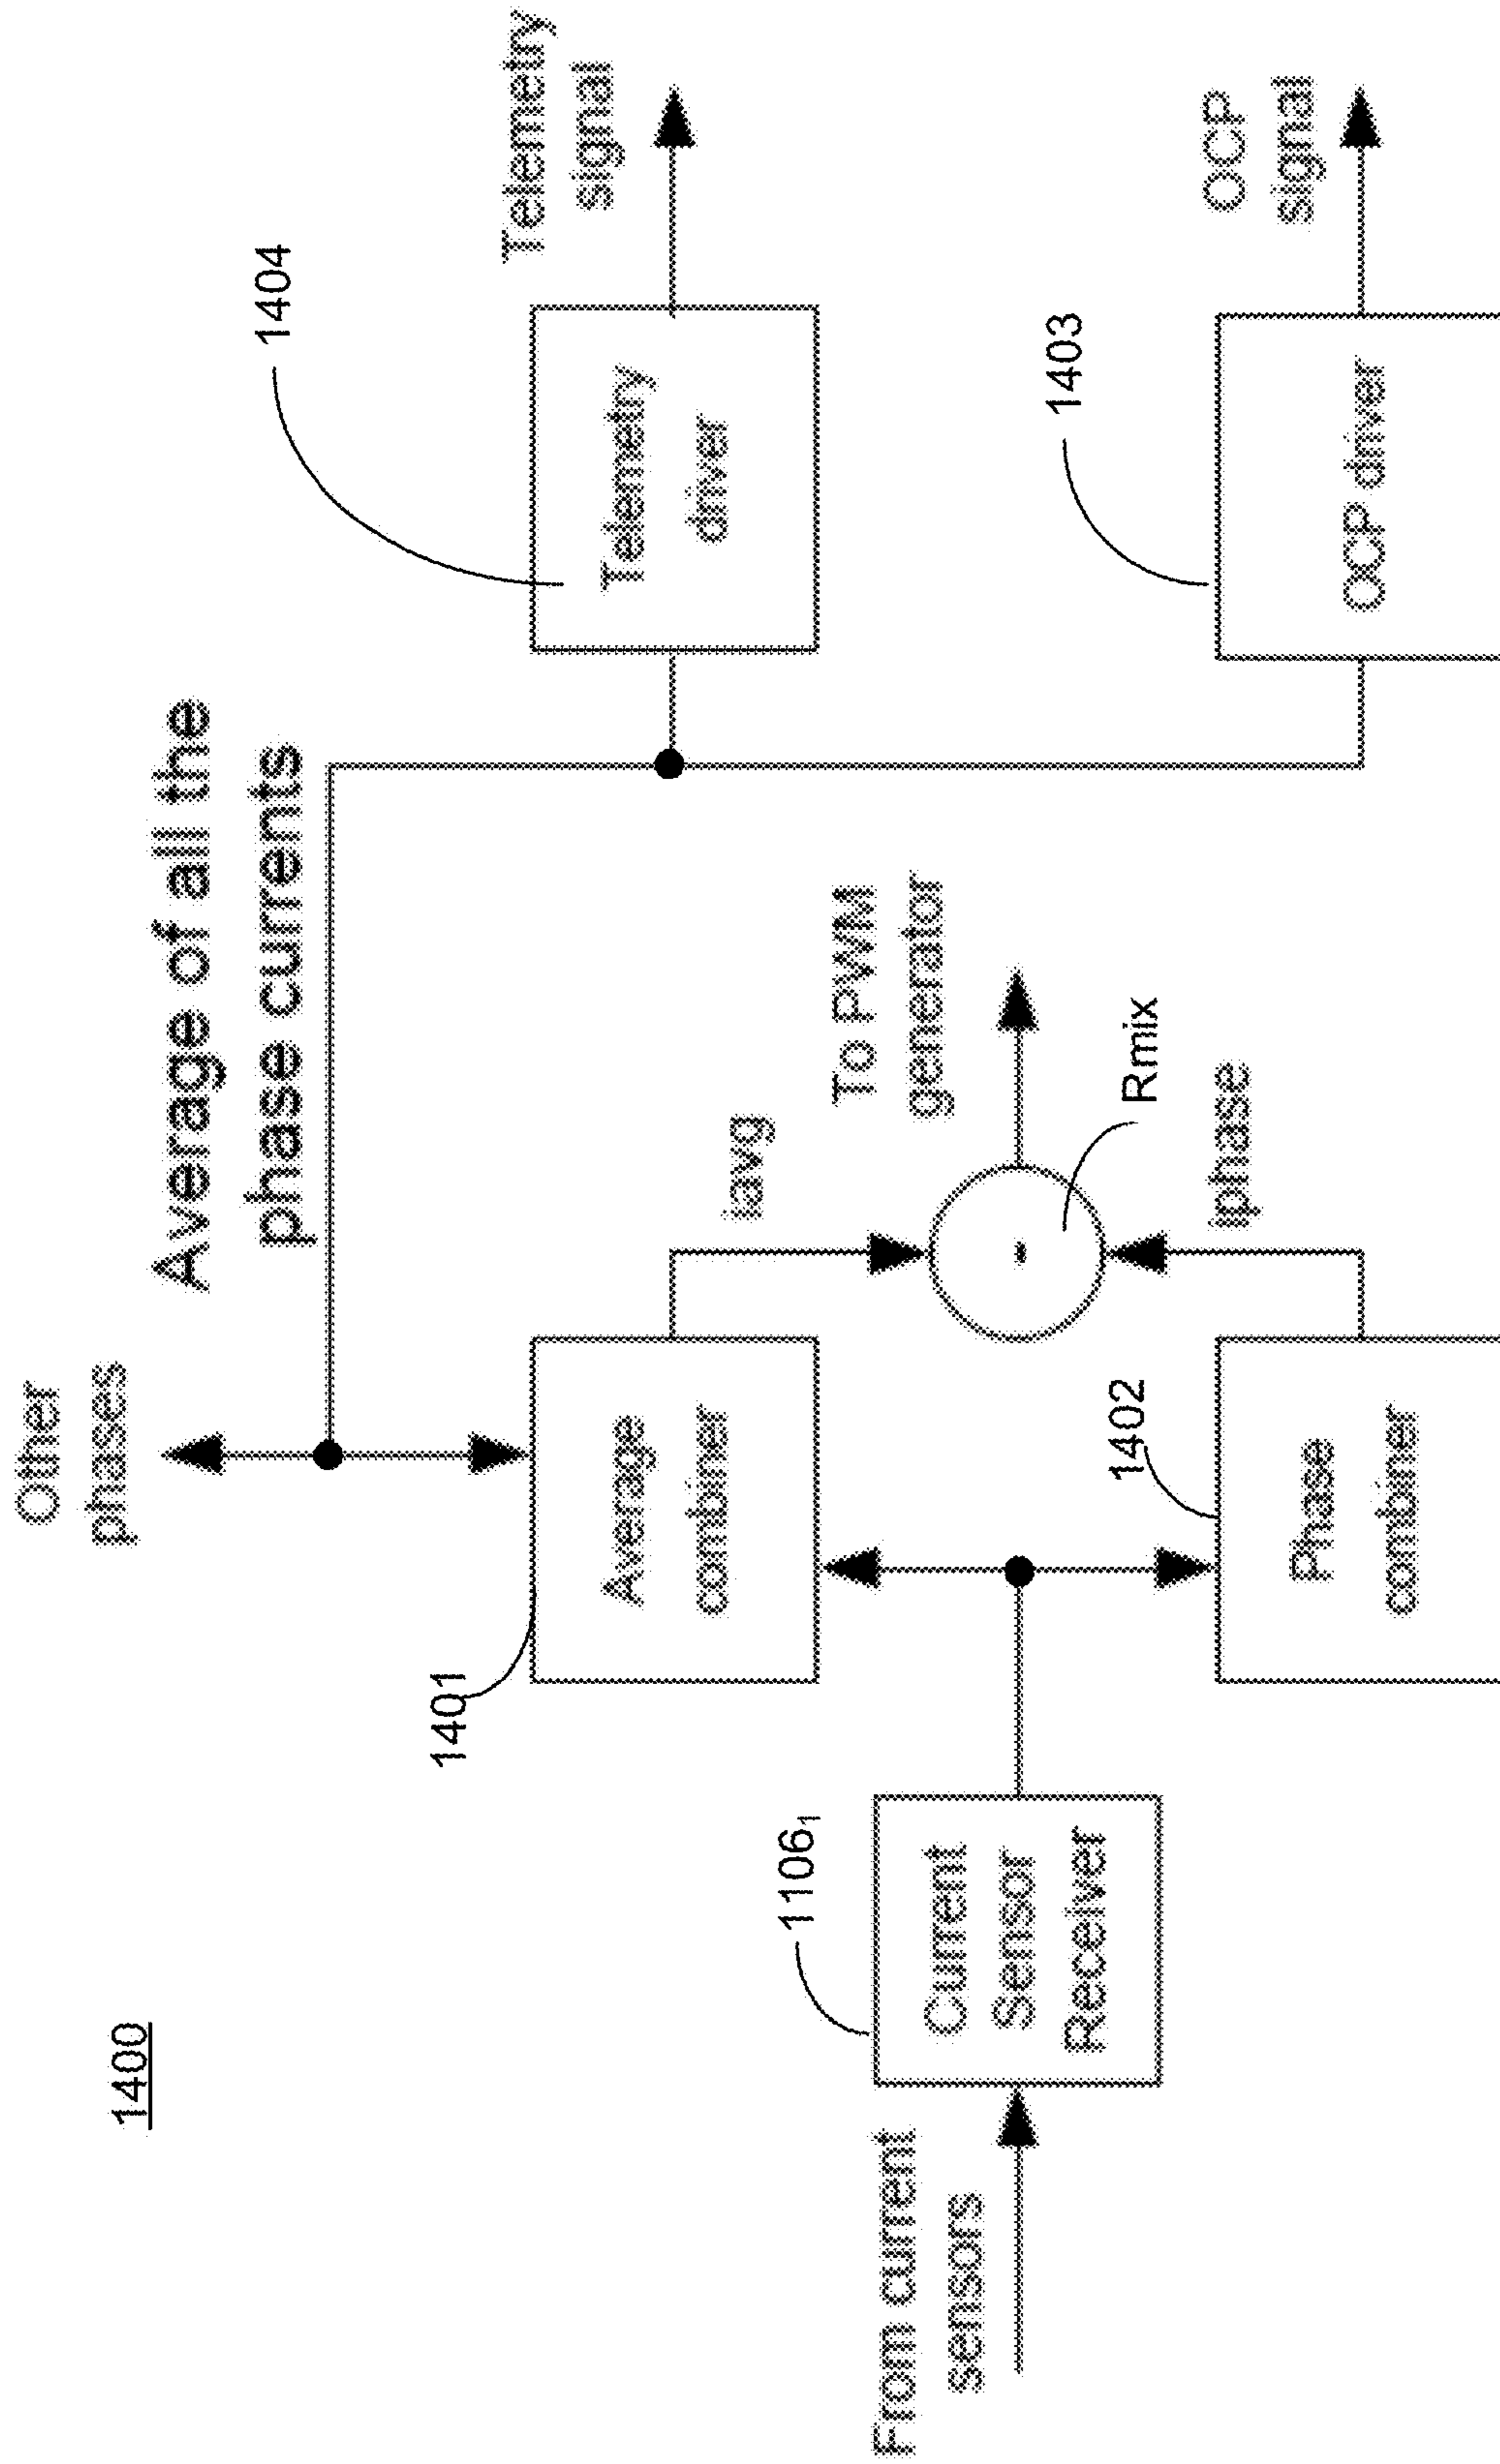 1400
Other
phases
Average of all the
phase currents
1404
Telemetry
signal
Telemetry
driver
1401
Average
combiner
iavg
To PWM
generator
1106₁
From current
sensors
Current
Sensor
Receiver
-
Rmix
1403
OCP
signal
OCP driver
1402
Iphase
Phase
combiner